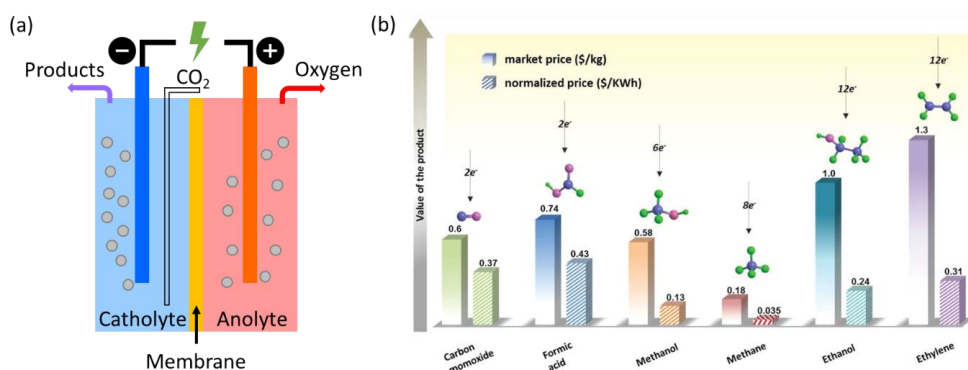 (a)
−
+
Products
CO2
Oxygen
Catholyte
Anolyte
Membrane
(b)
Value of the product
market price ($/kg)
normalized price ($/KWh)
2e-
0.6
0.37
2e-
0.74
0.43
6e-
0.58
0.13
8e-
0.18
0.035
12e-
1.0
0.24
12e-
1.3
0.31
Carbon
momoxide
Formic
acid
Methanol
Methane
Ethanol
Ethylene